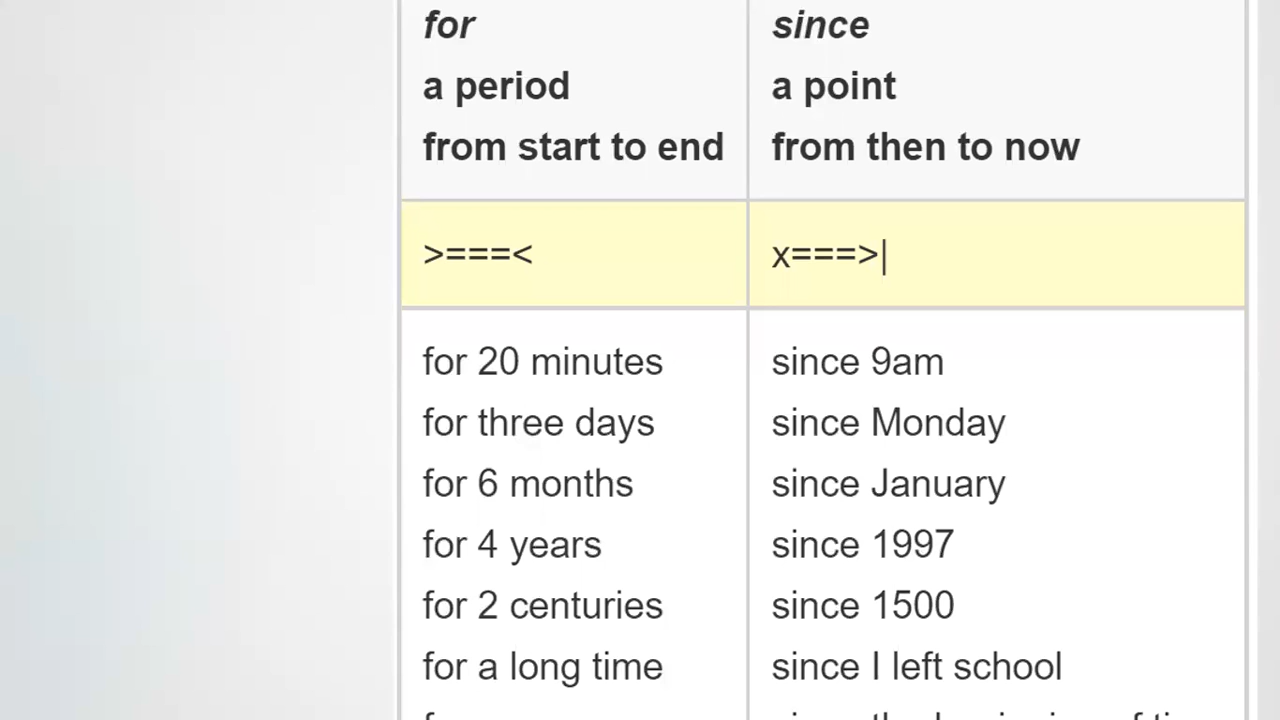 for
a period
from start to end
since
a point
from then to now
>===<
x===>|
for 20 minutes
for three days
for 6 months
for 4 years
for 2 centuries
for a long time
since 9am
since Monday
since January
since 1997
since 1500
since I left school